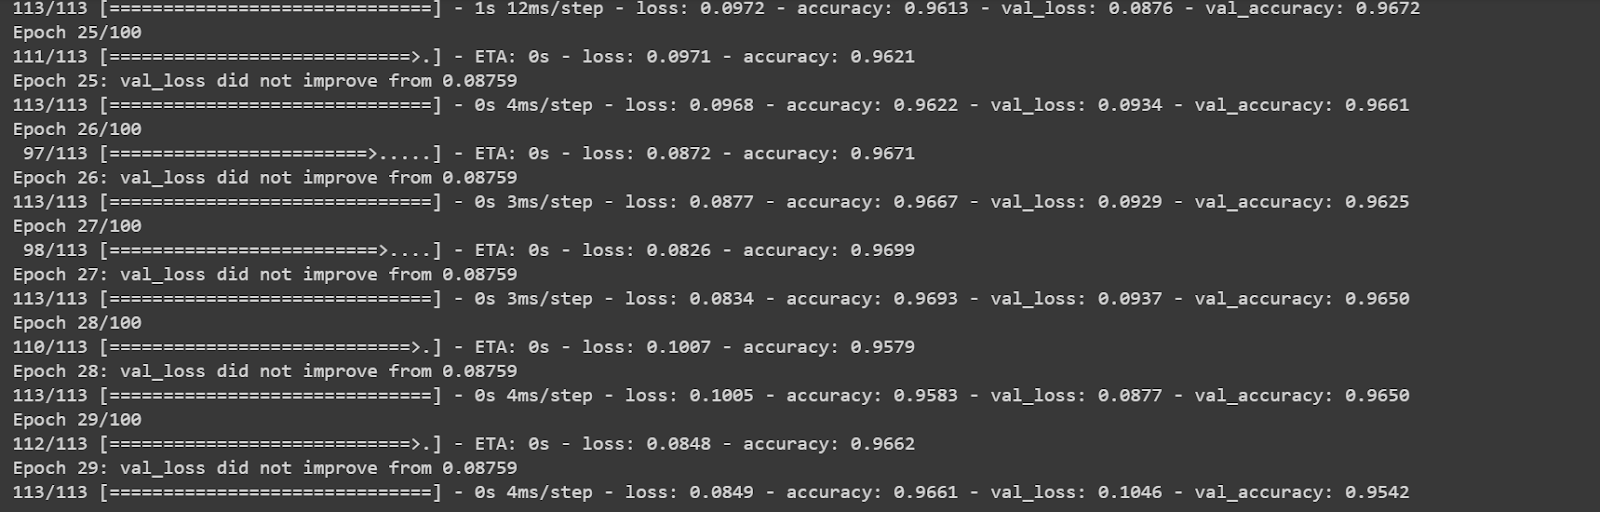 113/113 [==============================] - 1s 12ms/step - loss: 0.0972 - accuracy: 0.9613 - val_loss: 0.0876 - val_accuracy: 0.9672
Epoch 25/100
111/113 [============================>.] - ETA: 0s - loss: 0.0971 - accuracy: 0.9621
Epoch 25: val_loss did not improve from 0.08759
113/113 [==============================] - 0s 4ms/step - loss: 0.0968 - accuracy: 0.9622 - val_loss: 0.0934 - val_accuracy: 0.9661
Epoch 26/100
 97/113 [========================>.....] - ETA: 0s - loss: 0.0872 - accuracy: 0.9671
Epoch 26: val_loss did not improve from 0.08759
113/113 [==============================] - 0s 3ms/step - loss: 0.0877 - accuracy: 0.9667 - val_loss: 0.0929 - val_accuracy: 0.9625
Epoch 27/100
 98/113 [=========================>....] - ETA: 0s - loss: 0.0826 - accuracy: 0.9699
Epoch 27: val_loss did not improve from 0.08759
113/113 [==============================] - 0s 3ms/step - loss: 0.0834 - accuracy: 0.9693 - val_loss: 0.0937 - val_accuracy: 0.9650
Epoch 28/100
110/113 [============================>.] - ETA: 0s - loss: 0.1007 - accuracy: 0.9579
Epoch 28: val_loss did not improve from 0.08759
113/113 [==============================] - 0s 4ms/step - loss: 0.1005 - accuracy: 0.9583 - val_loss: 0.0877 - val_accuracy: 0.9650
Epoch 29/100
112/113 [============================>.] - ETA: 0s - loss: 0.0848 - accuracy: 0.9662
Epoch 29: val_loss did not improve from 0.08759
113/113 [==============================] - 0s 4ms/step - loss: 0.0849 - accuracy: 0.9661 - val_loss: 0.1046 - val_accuracy: 0.9542